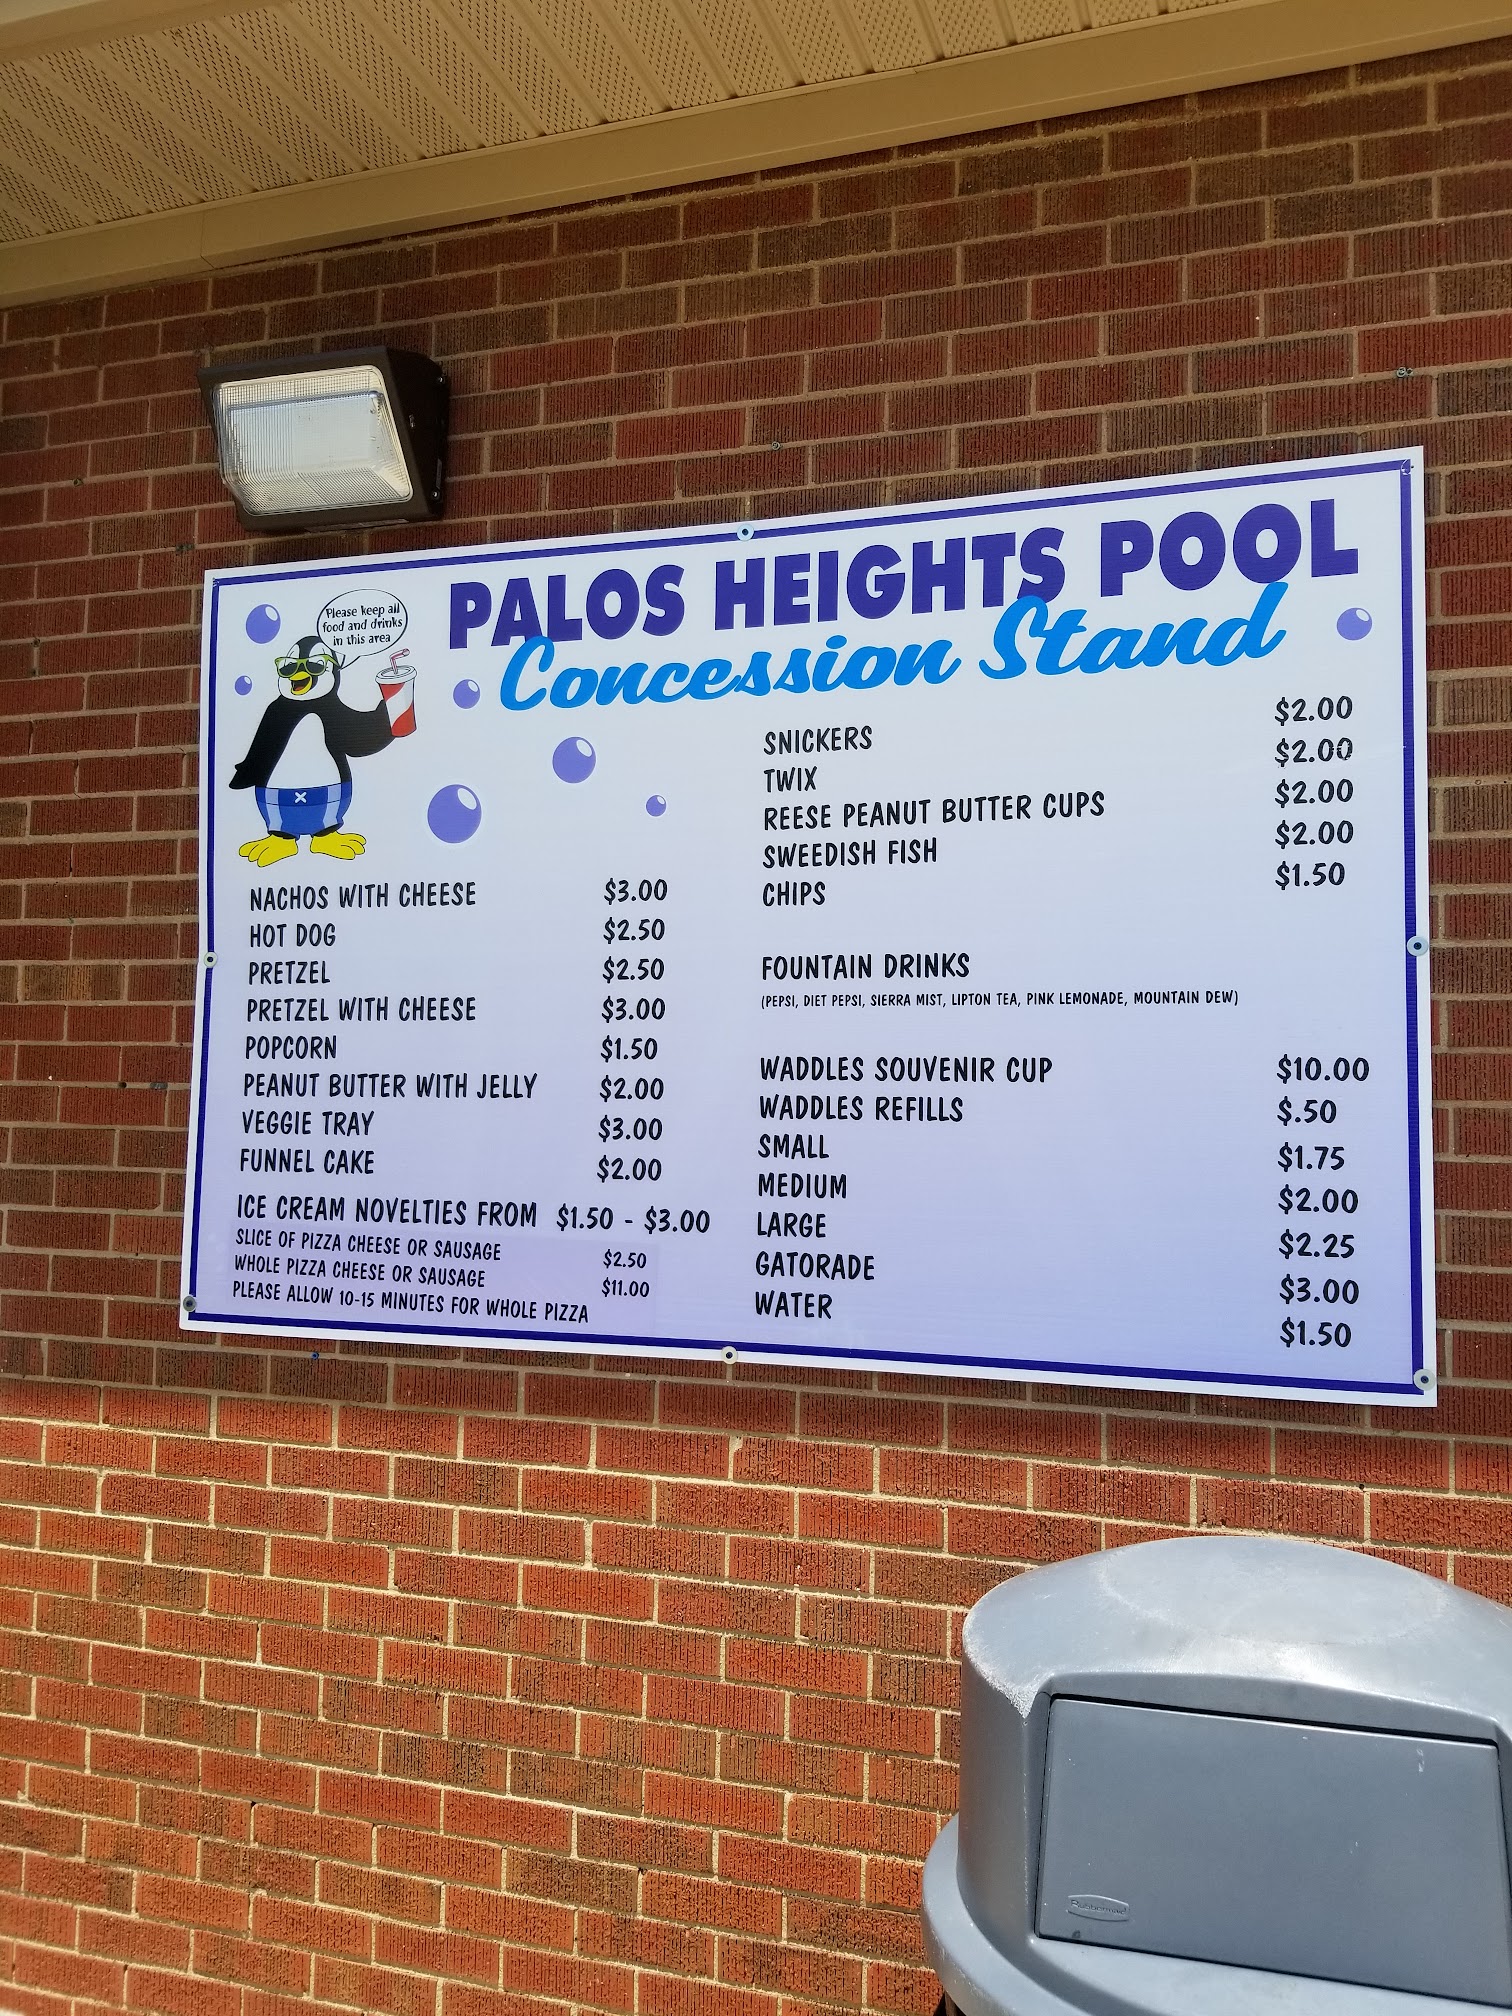 PALOS HEIGHTS POOL
Concession Stand
Please keep all
food and drinks
in this area
NACHOS WITH CHEESE $3.00
HOT DOG $2.50
PRETZEL $2.50
PRETZEL WITH CHEESE $3.00
POPCORN $1.50
PEANUT BUTTER WITH JELLY $2.00
VEGGIE TRAY $3.00
FUNNEL CAKE $2.00
ICE CREAM NOVELTIES FROM $1.50 - $3.00
SLICE OF PIZZA CHEESE OR SAUSAGE $2.50
WHOLE PIZZA CHEESE OR SAUSAGE $11.00
PLEASE ALLOW 10-15 MINUTES FOR WHOLE PIZZA
SNICKERS $2.00
TWIX $2.00
REESE PEANUT BUTTER CUPS $2.00
SWEEDISH FISH $2.00
CHIPS $1.50
FOUNTAIN DRINKS
(PEPSI, DIET PEPSI, SIERRA MIST, LIPTON TEA, PINK LEMONADE, MOUNTAIN DEW)
WADDLES SOUVENIR CUP $10.00
WADDLES REFILLS $.50
SMALL $1.75
MEDIUM $2.00
LARGE $2.25
GATORADE $3.00
WATER $1.50
Rubbermaid